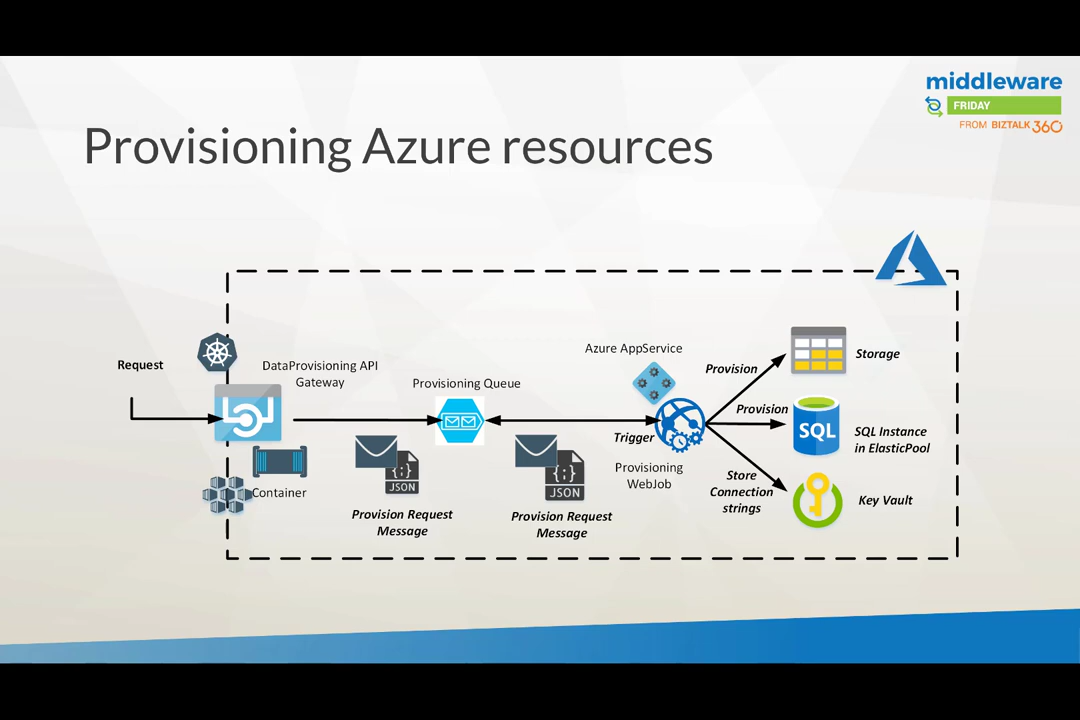 middleware
FRIDAY
FROM BIZTALK360
Provisioning Azure resources
Request
DataProvisioning API
Gateway
Container
Provisioning Queue
JSON
Provision Request
Message
JSON
Provision Request
Message
Azure AppService
Trigger
Provisioning
WebJob
Provision
Provision
Store
Connection
strings
Storage
SQL
SQL Instance
in ElasticPool
Key Vault